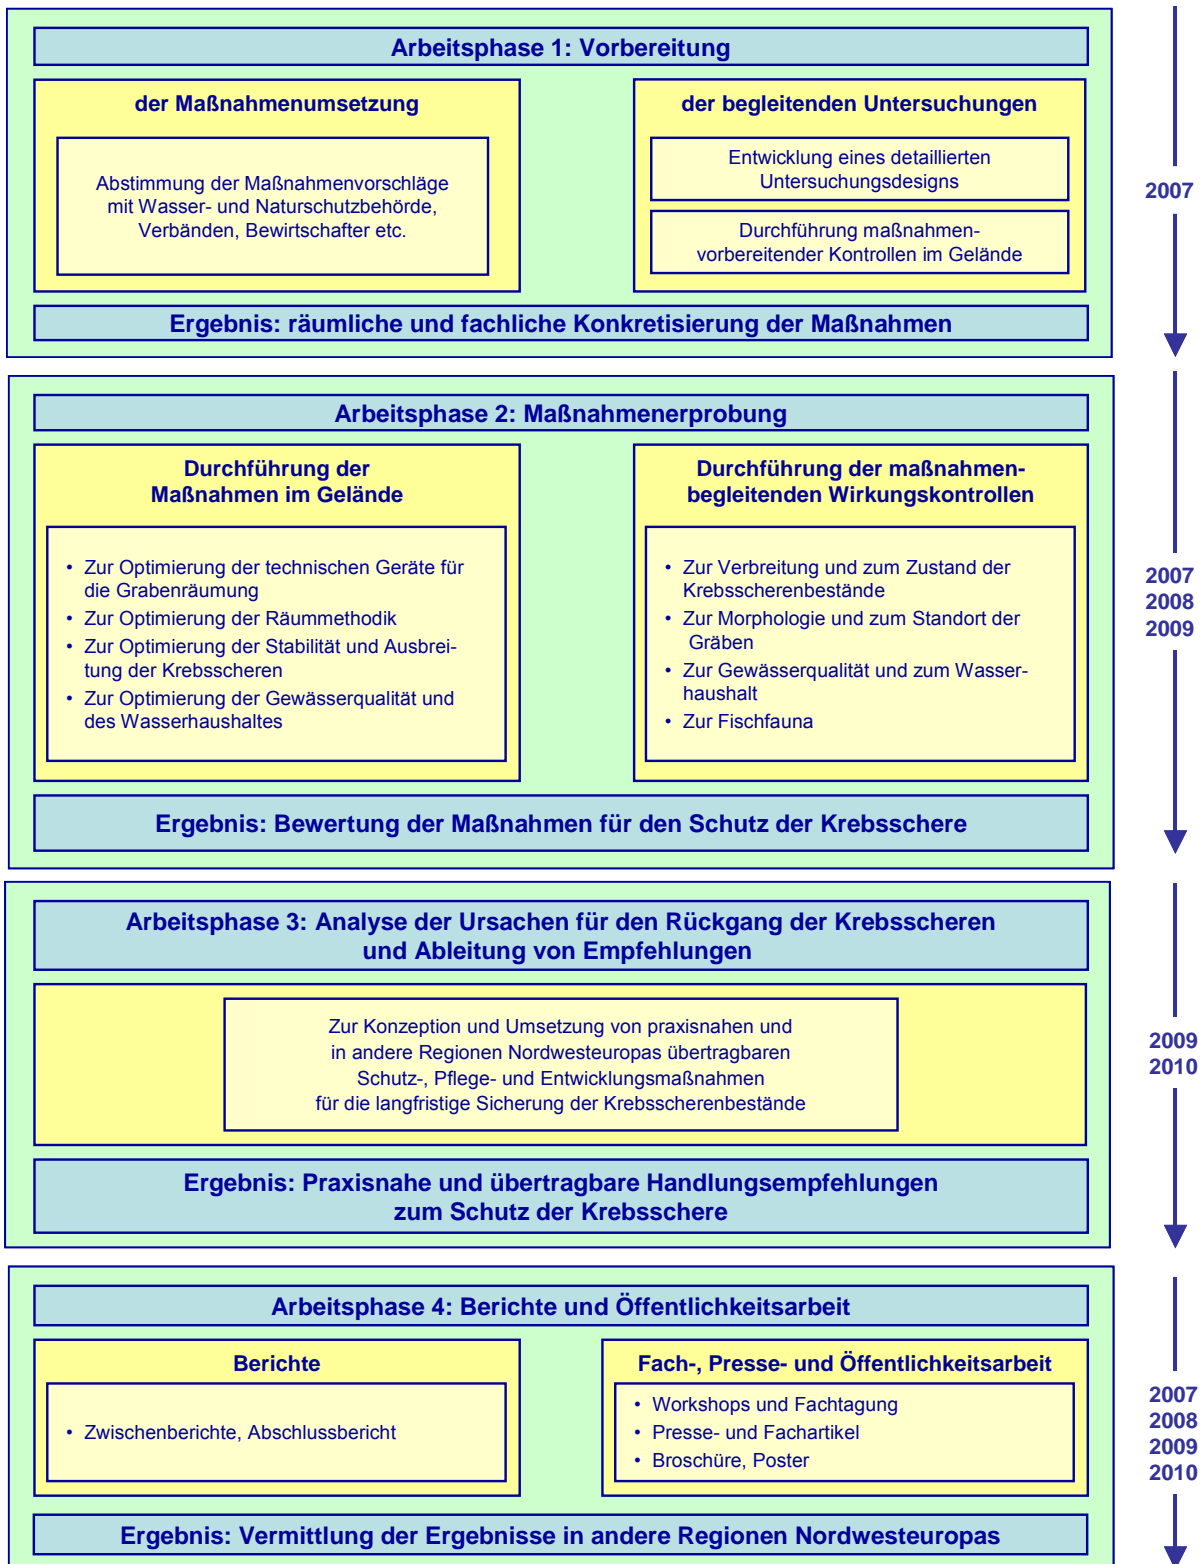 Arbeitsphase 1: Vorbereitung
der Maßnahmenumsetzung
Abstimmung der Maßnahmenvorschläge
mit Wasser- und Naturschutzbehörde,
Verbänden, Bewirtschafter etc.
der begleitenden Untersuchungen
Entwicklung eines detaillierten
Untersuchungsdesigns
Durchführung maßnahmen-
vorbereitender Kontrollen im Gelände
Ergebnis: räumliche und fachliche Konkretisierung der Maßnahmen
2007
Arbeitsphase 2: Maßnahmenerprobung
Durchführung der
Maßnahmen im Gelände
• Zur Optimierung der technischen Geräte für
die Grabenräumung
• Zur Optimierung der Räummethodik
• Zur Optimierung der Stabilität und Ausbrei-
tung der Krebsscheren
• Zur Optimierung der Gewässerqualität und
des Wasserhaushaltes
Durchführung der maßnahmen-
begleitenden Wirkungskontrollen
• Zur Verbreitung und zum Zustand der
Krebsscherenbestände
• Zur Morphologie und zum Standort der
Gräben
• Zur Gewässerqualität und zum Wasser-
haushalt
• Zur Fischfauna
Ergebnis: Bewertung der Maßnahmen für den Schutz der Krebsschere
2007
2008
2009
Arbeitsphase 3: Analyse der Ursachen für den Rückgang der Krebsscheren
und Ableitung von Empfehlungen
Zur Konzeption und Umsetzung von praxisnahen und
in andere Regionen Nordwesteuropas übertragbaren
Schutz-, Pflege- und Entwicklungsmaßnahmen
für die langfristige Sicherung der Krebsscherenbestände
Ergebnis: Praxisnahe und übertragbare Handlungsempfehlungen
zum Schutz der Krebsschere
2009
2010
Arbeitsphase 4: Berichte und Öffentlichkeitsarbeit
Berichte
• Zwischenberichte, Abschlussbericht
Fach-, Presse- und Öffentlichkeitsarbeit
• Workshops und Fachtagung
• Presse- und Fachartikel
• Broschüre, Poster
Ergebnis: Vermittlung der Ergebnisse in andere Regionen Nordwesteuropas
2007
2008
2009
2010